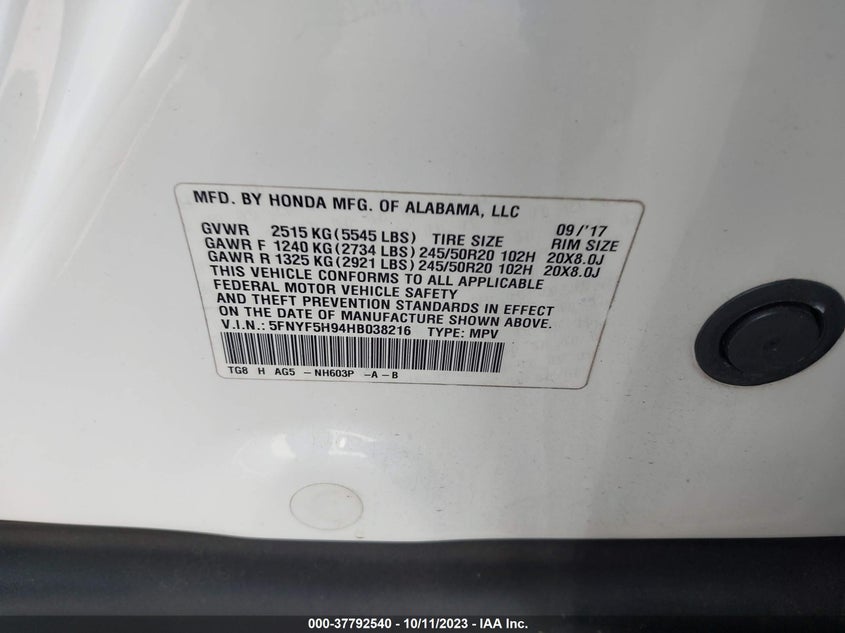 MFD. BY HONDA MFG. OF ALABAMA, LLC 09/'17
GVWR 2515 KG (5545 LBS) TIRE SIZE RIM SIZE
GAWR F 1240 KG (2734 LBS) 245/50R20 102H 20X8.0J
GAWR R 1325 KG (2921 LBS) 245/50R20 102H 20X8.0J
THIS VEHICLE CONFORMS TO ALL APPLICABLE
FEDERAL MOTOR VEHICLE SAFETY
AND THEFT PREVENTION STANDARDS IN EFFECT
ON THE DATE OF MANUFACTURE SHOWN ABOVE.
V.I.N.: 5FNYF5H94HB038216 TYPE: MPV
TG8 H AG5 -NH603P -A-B
000-37792540 - 10/11/2023 - IAA Inc.